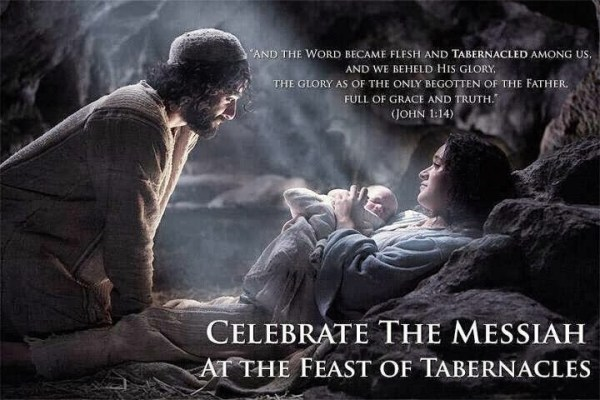 "And the Word became flesh and Tabernacled among us,
and we beheld His glory,
the glory as of the only begotten of the Father,
full of grace and truth."
(John 1:14)
Celebrate The Messiah
At the Feast of Tabernacles